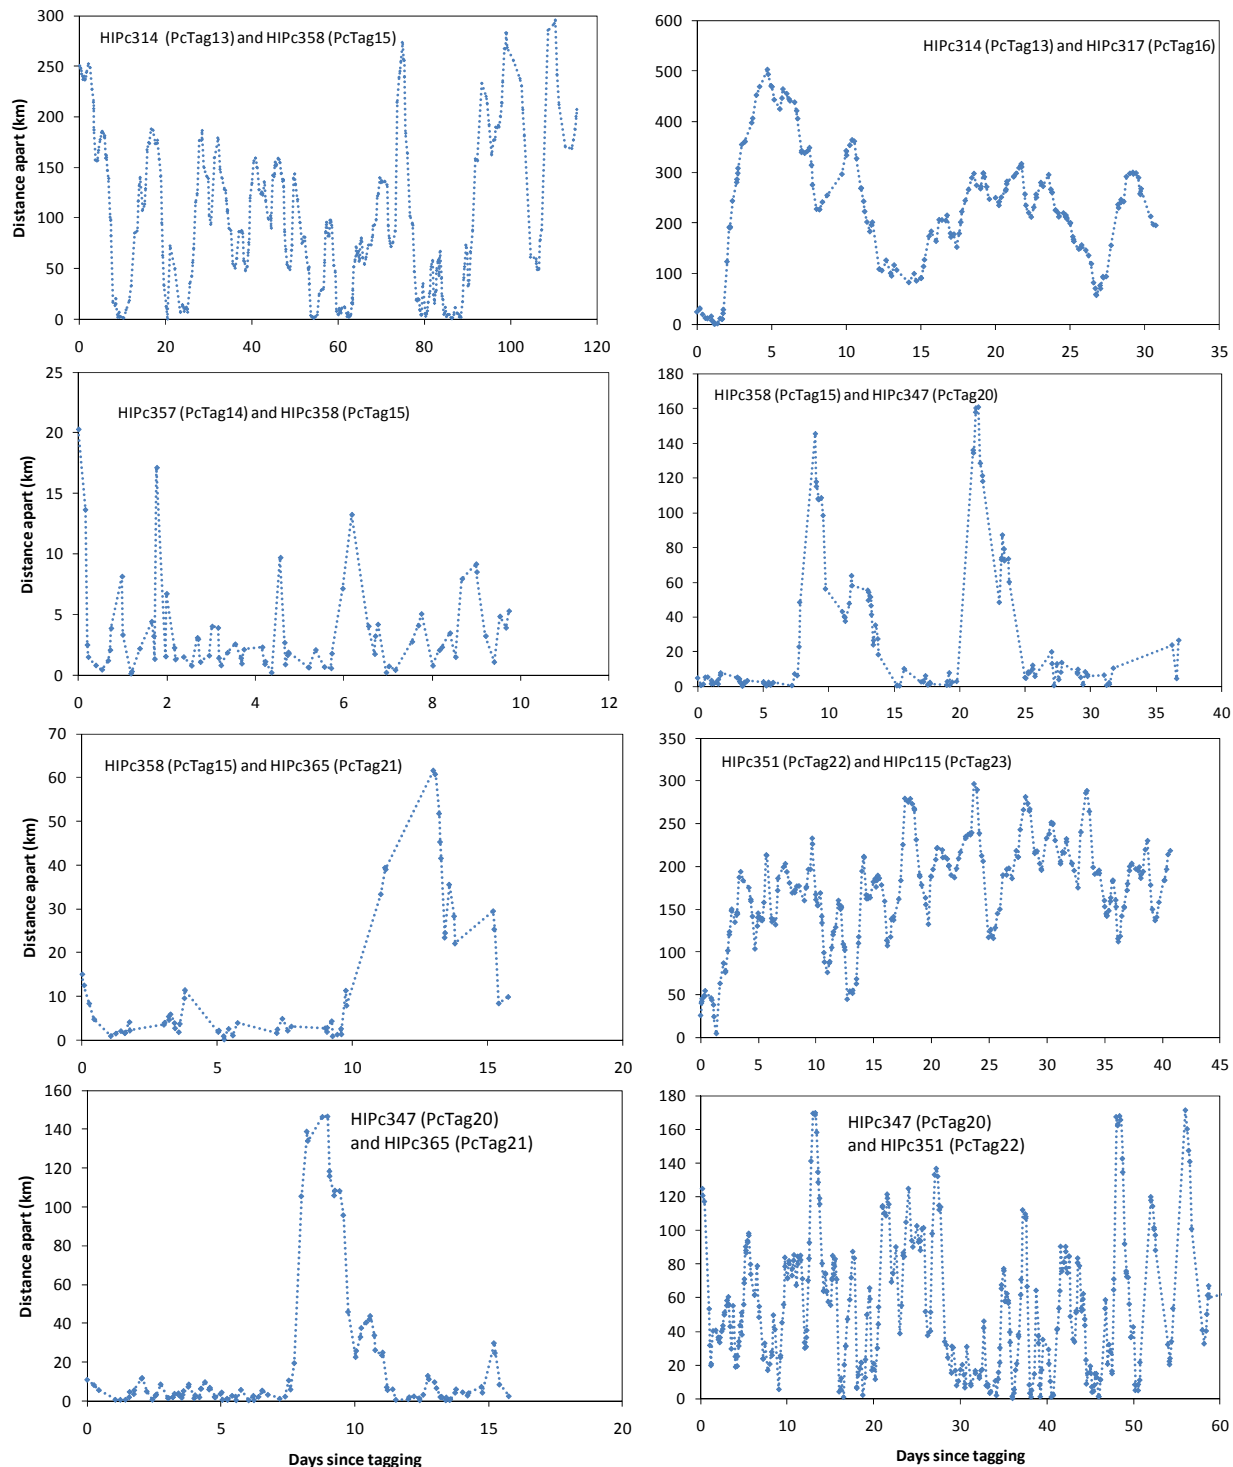 300
250
200
150
100
50
0
Distance apart (km)
HIPc314 (PcTag13) and HIPc358 (PcTag15)
0 20 40 60 80 100 120
600
500
400
300
200
100
0
HIPc314 (PcTag13) and HIPc317 (PcTag16)
0 5 10 15 20 25 30 35
25
20
15
10
5
0
Distance apart (km)
HIPc357 (PcTag14) and HIPc358 (PcTag15)
0 2 4 6 8 10 12
180
160
140
120
100
80
60
40
20
0
HIPc358 (PcTag15) and HIPc347 (PcTag20)
0 5 10 15 20 25 30 35 40
70
60
50
40
30
20
10
0
Distance apart (km)
HIPc358 (PcTag15) and HIPc365 (PcTag21)
0 5 10 15 20
350
300
250
200
150
100
50
0
HIPc351 (PcTag22) and HIPc115 (PcTag23)
0 5 10 15 20 25 30 35 40 45
160
140
120
100
80
60
40
20
0
Distance apart (km)
HIPc347 (PcTag20)
and HIPc365 (PcTag21)
0 5 10 15 20
Days since tagging
180
160
140
120
100
80
60
40
20
0
HIPc347 (PcTag20)
and HIPc351 (PcTag22)
0 10 20 30 40 50 60
Days since tagging